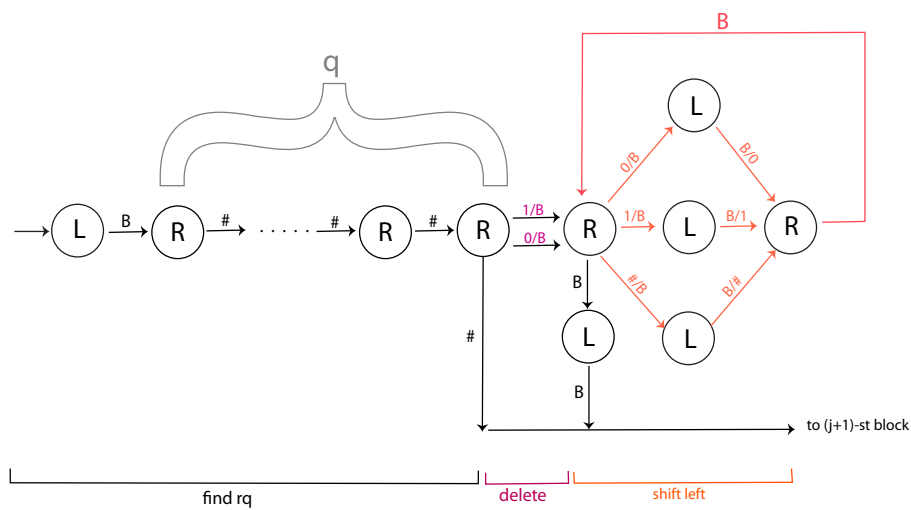 B
q
L
0/B
B/0
L
B
R
#
. . . . .
#
R
#
R
1/B
0/B
R
1/B
L
B/1
R
B
#/B
B/#
#
L
L
B
to (j+1)-st block
find rq
delete
shift left